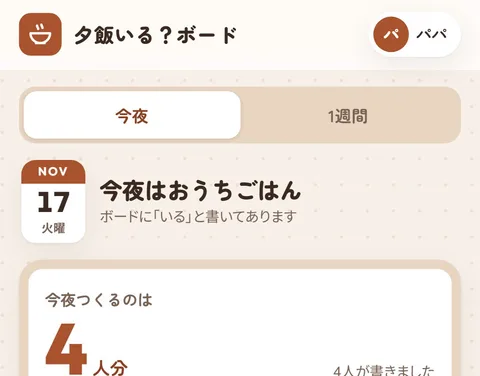 夕飯いる？ボード
パ パパ
今夜 1週間
NOV
17
火曜
今夜はおうちごはん
ボードに「いる」と書いてあります
今夜つくるのは
4人分
4人が書きました